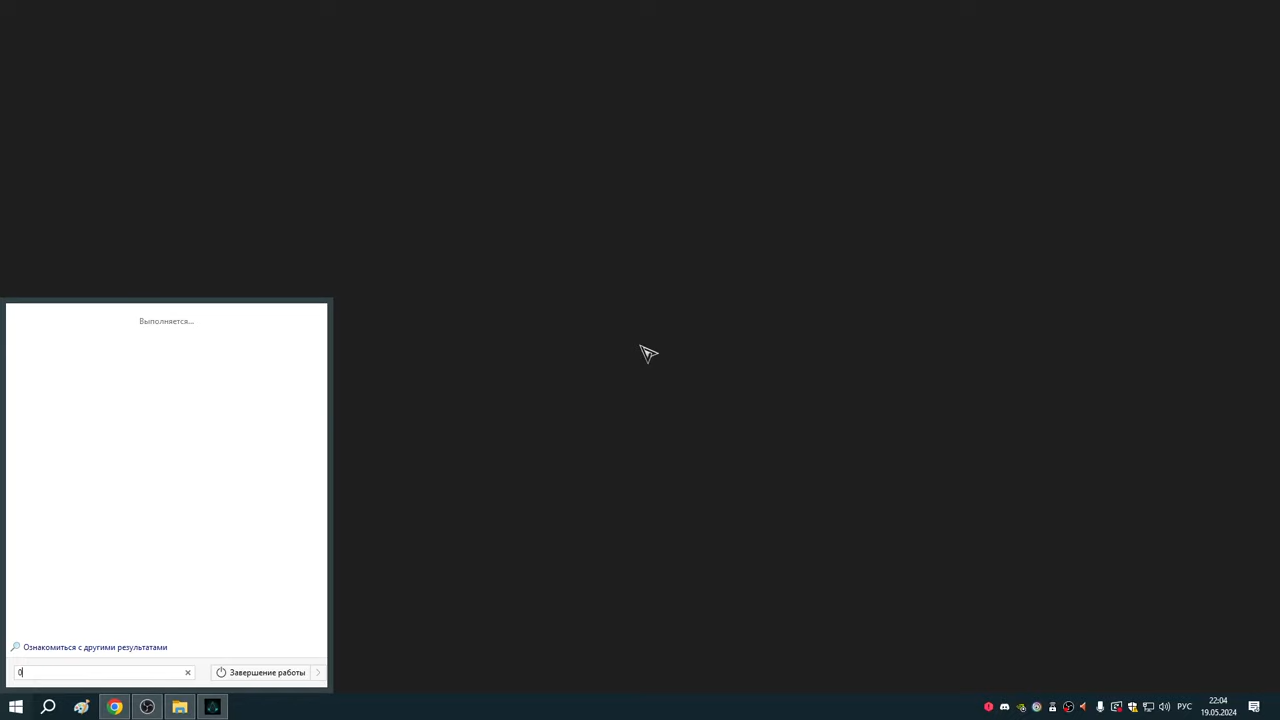 Выполняется...
Ознакомиться с другими результатами
0
Завершение работы
РУС
22:04
19.05.2024